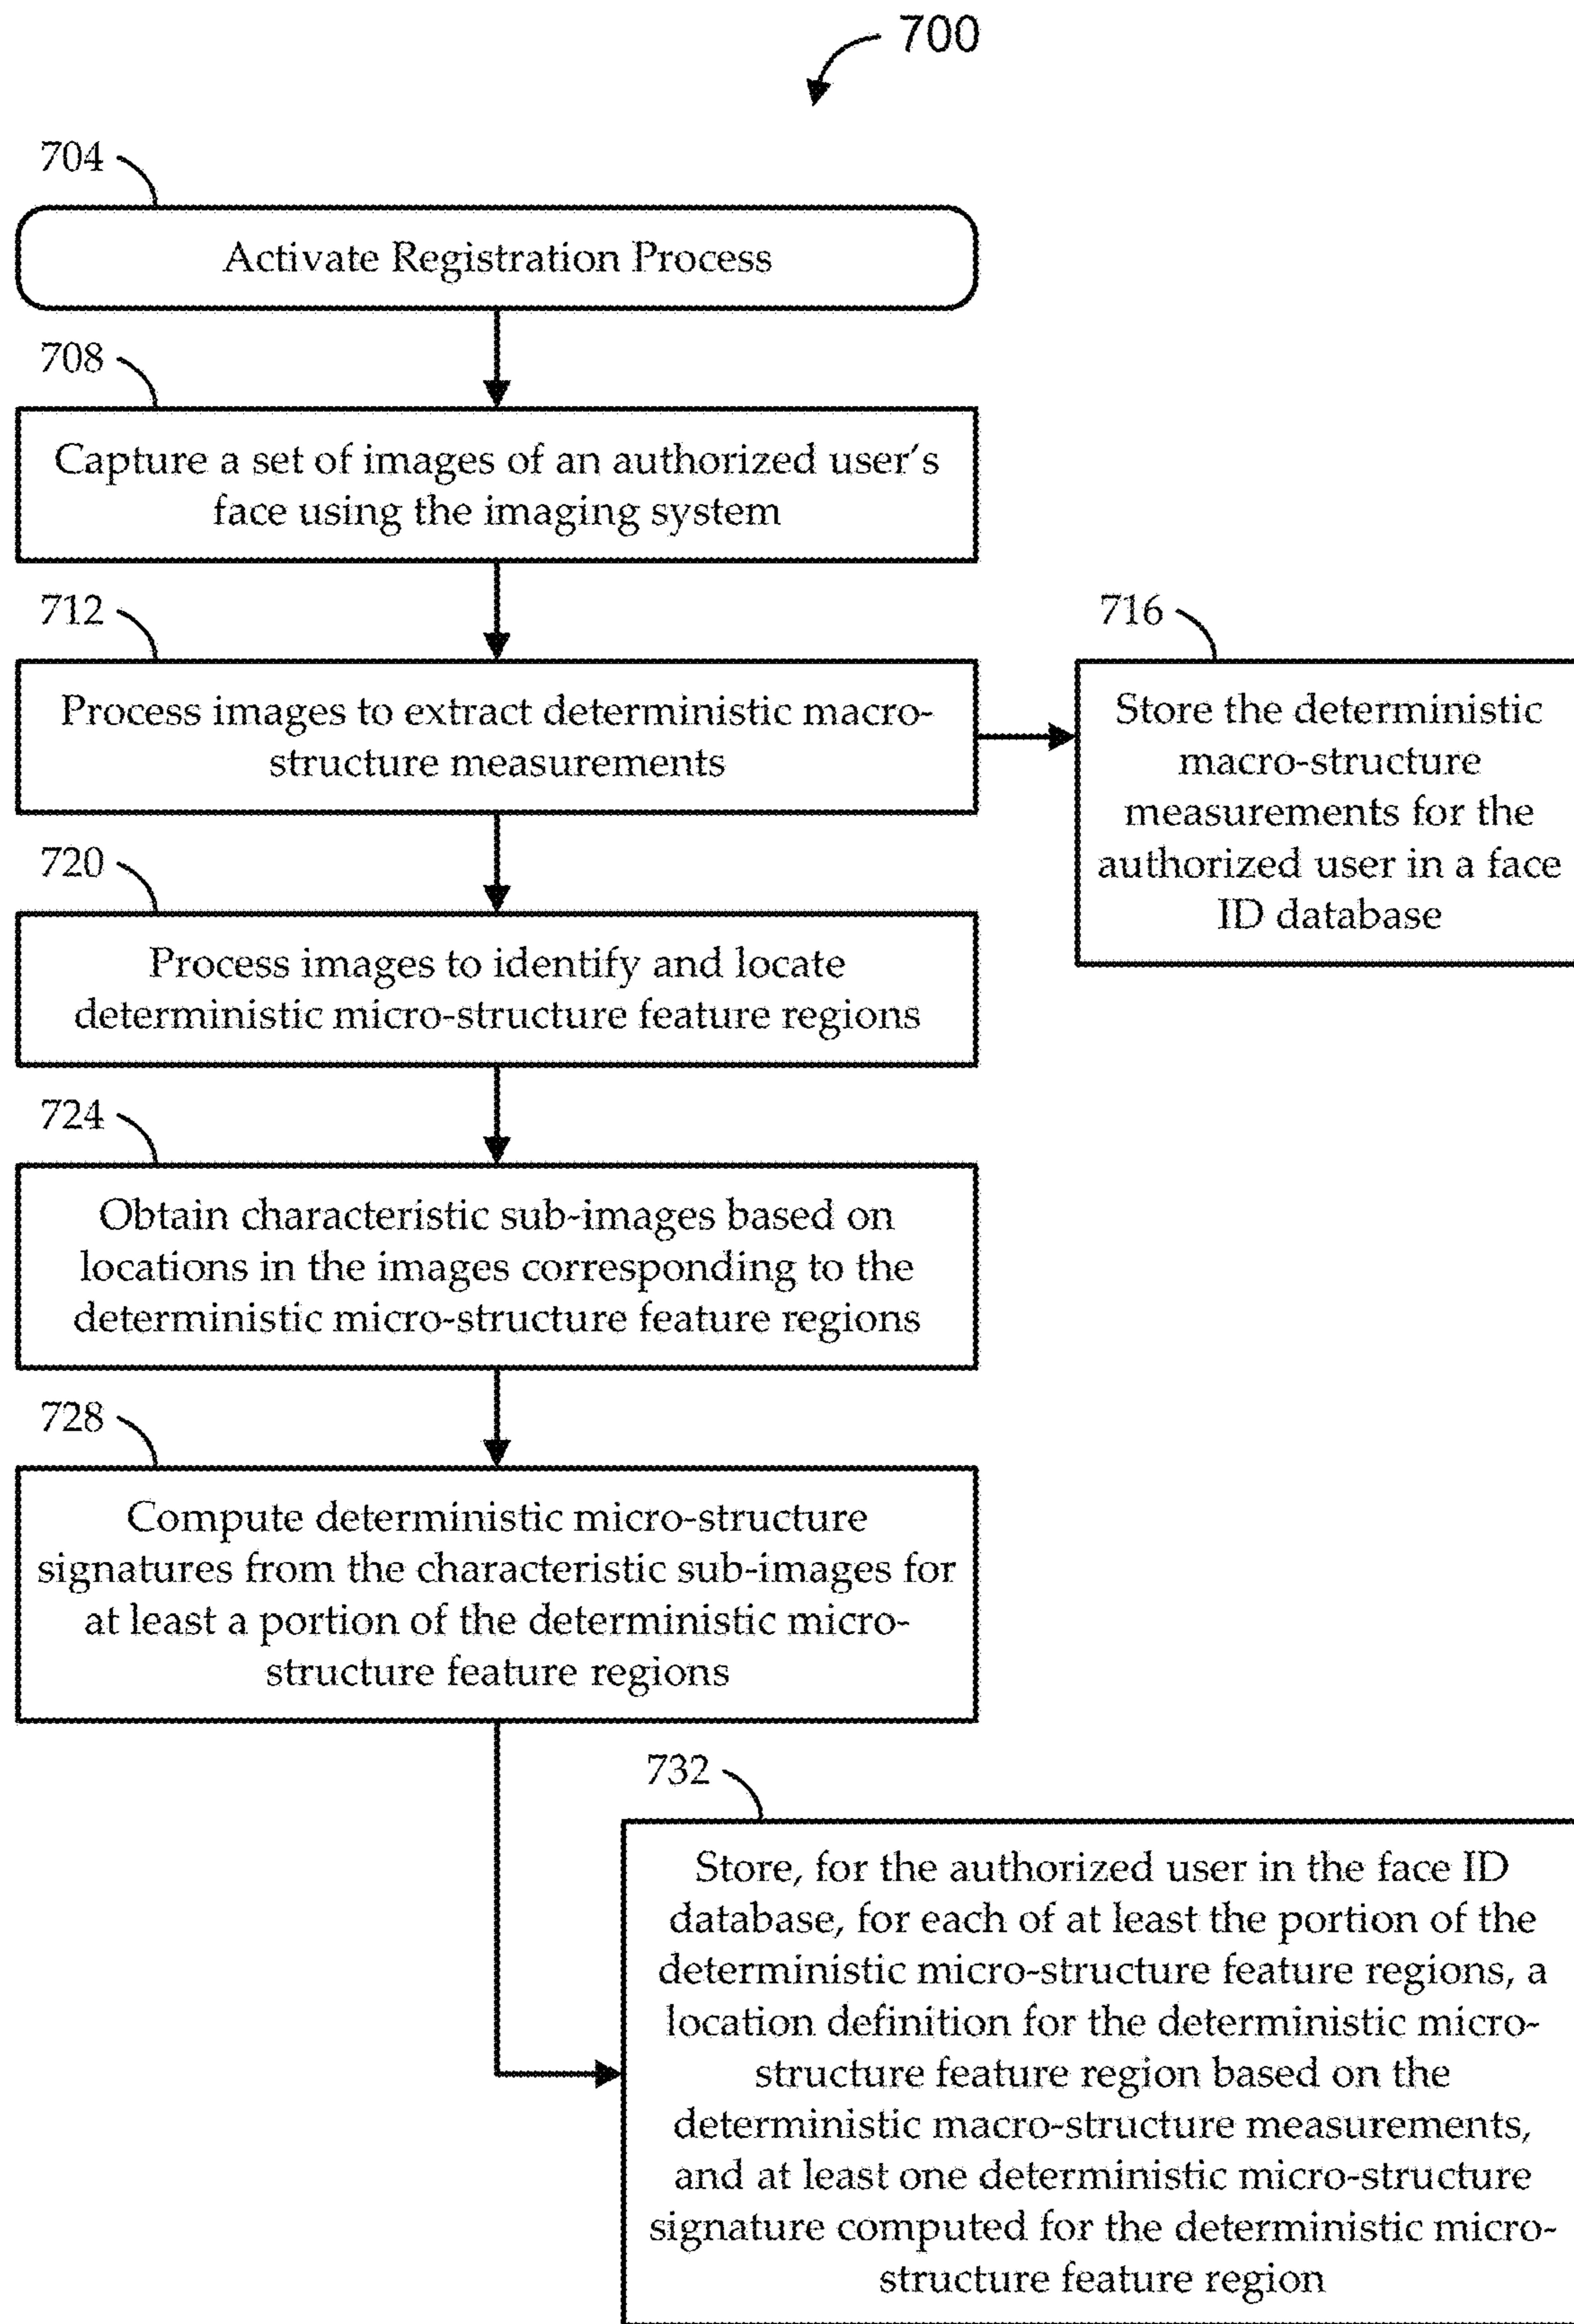 700
704
Activate Registration Process
708
Capture a set of images of an authorized user's
face using the imaging system
712
Process images to extract deterministic macro-
structure measurements
716
Store the deterministic
macro-structure
measurements for the
authorized user in a face
ID database
720
Process images to identify and locate
deterministic micro-structure feature regions
724
Obtain characteristic sub-images based on
locations in the images corresponding to the
deterministic micro-structure feature regions
728
Compute deterministic micro-structure
signatures from the characteristic sub-images for
at least a portion of the deterministic micro-
structure feature regions
732
Store, for the authorized user in the face ID
database, for each of at least the portion of the
deterministic micro-structure feature regions, a
location definition for the deterministic micro-
structure feature region based on the
deterministic macro-structure measurements,
and at least one deterministic micro-structure
signature computed for the deterministic micro-
structure feature region